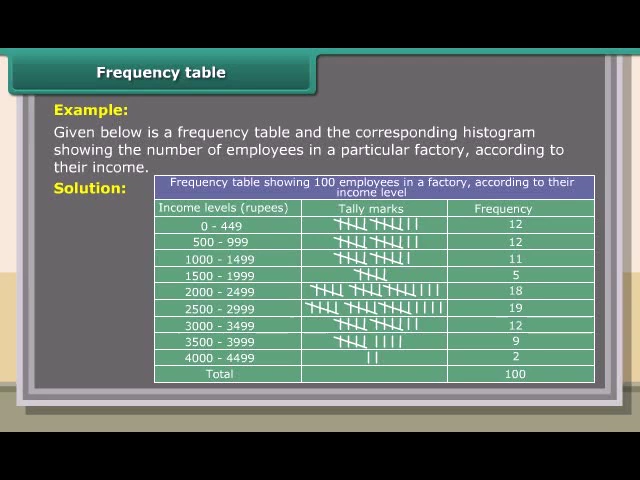 Frequency table
Example:
Given below is a frequency table and the corresponding histogram
showing the number of employees in a particular factory, according to
their income.
Solution:
Frequency table showing 100 employees in a factory, according to their
income level
Income levels (rupees) Tally marks Frequency
0 - 449 12
500 - 999 12
1000 - 1499 11
1500 - 1999 5
2000 - 2499 18
2500 - 2999 19
3000 - 3499 12
3500 - 3999 9
4000 - 4499 2
Total 100